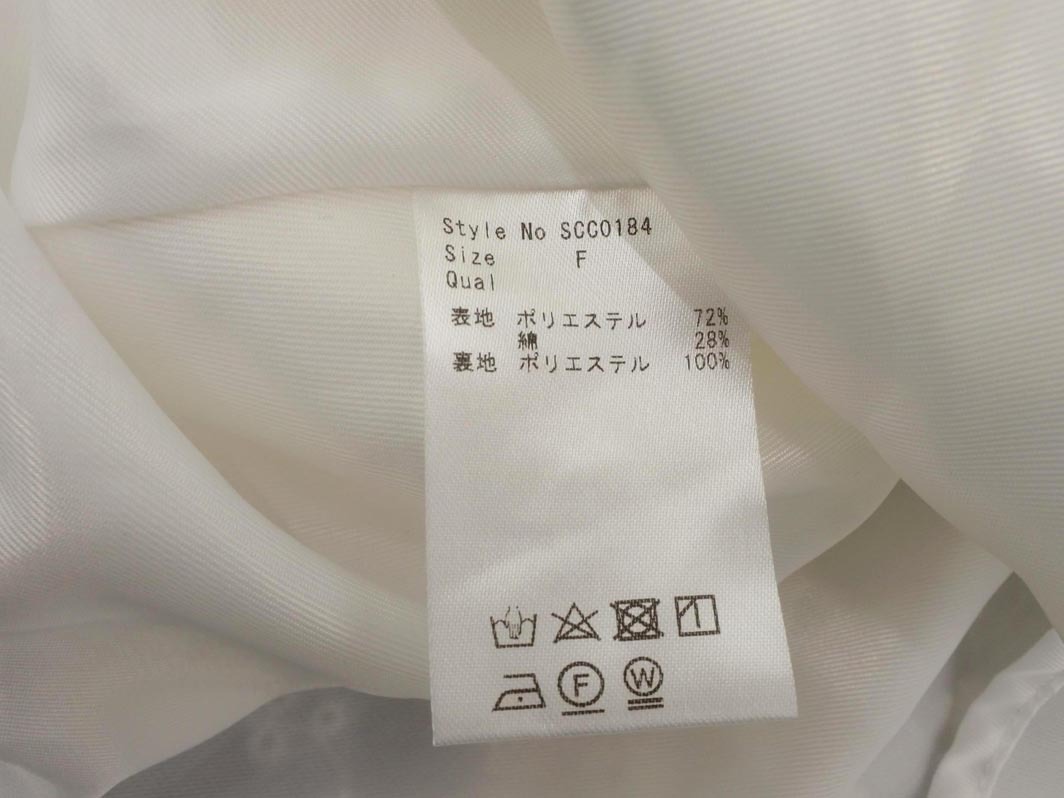 Style No SCC0184
Size F
Qual
表地 ポリエステル 72%
綿 28%
裏地 ポリエステル 100%
F W